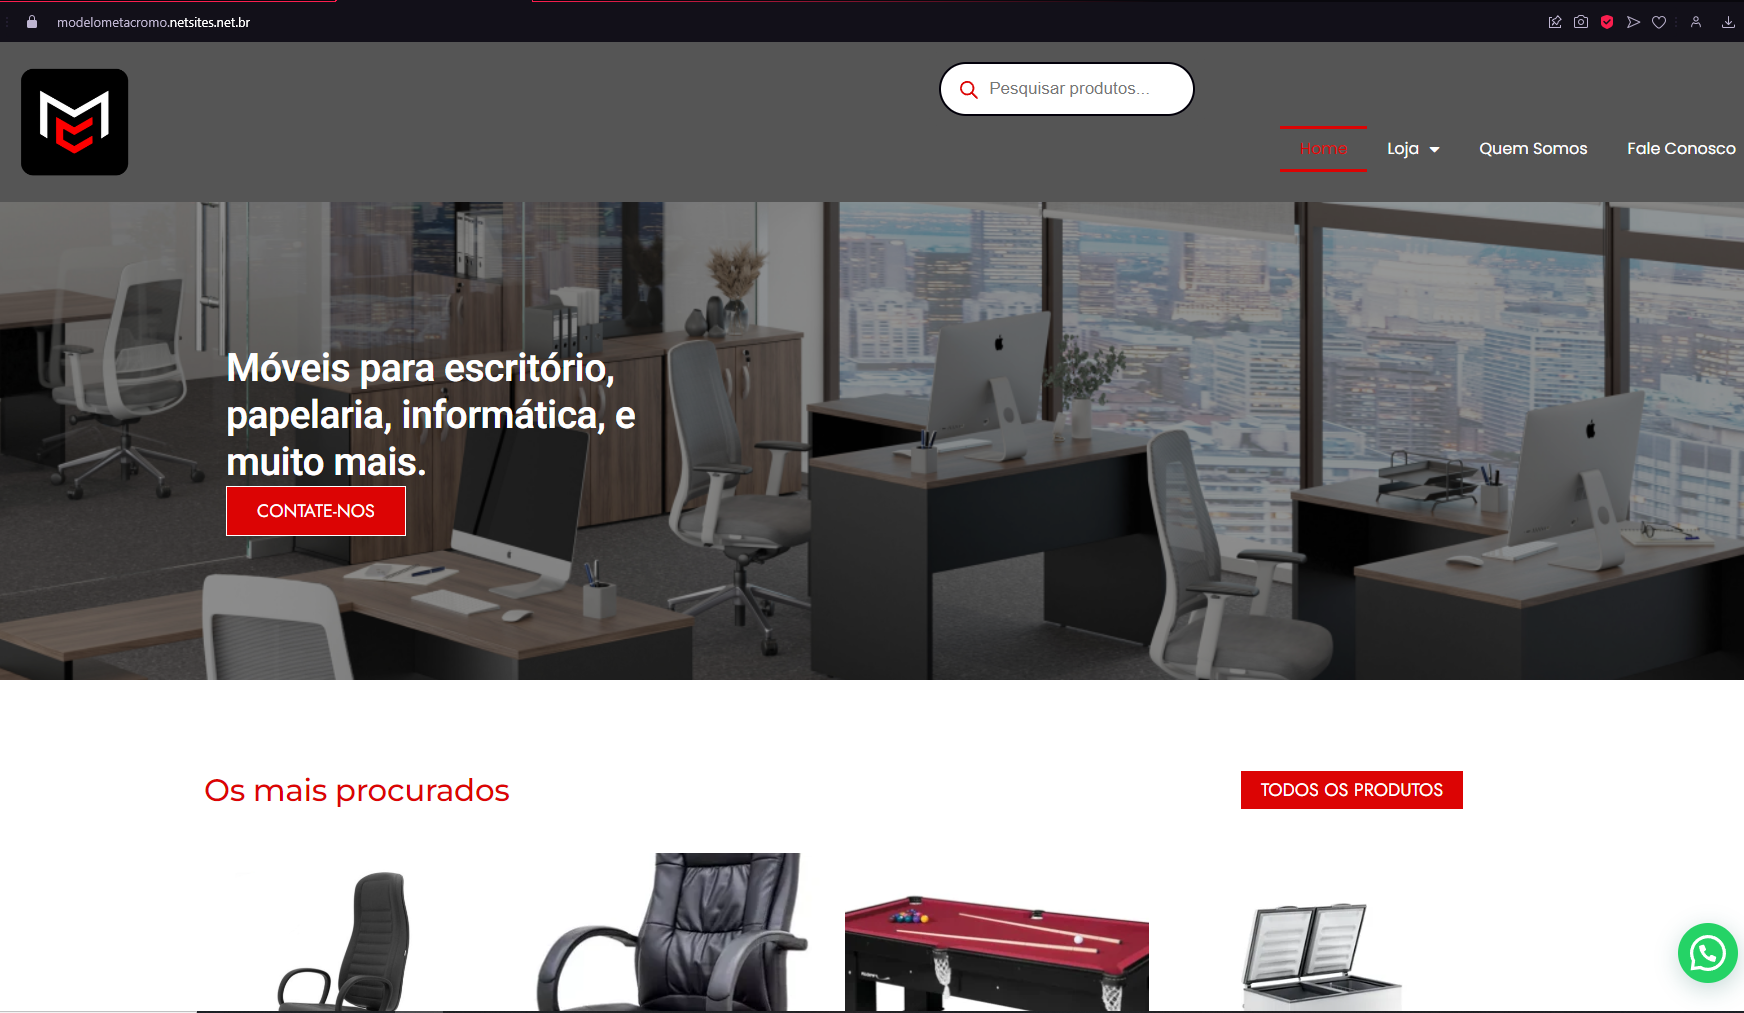 modelometacromo.netsites.net.br
Pesquisar produtos...
Home
Loja
Quem Somos
Fale Conosco
Móveis para escritório,
papelaria, informática, e
muito mais.
CONTATE-NOS
Os mais procurados
TODOS OS PRODUTOS